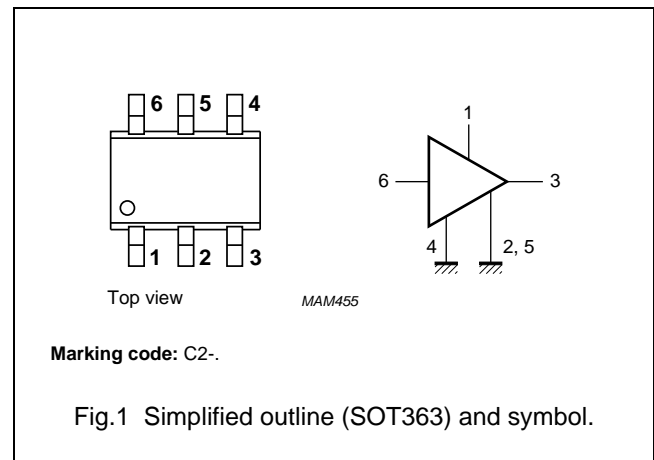 6 5 4
1 2 3
Top view
1
6 3
4 2, 5
MAM455
Marking code: C2-.
Fig.1 Simplified outline (SOT363) and symbol.